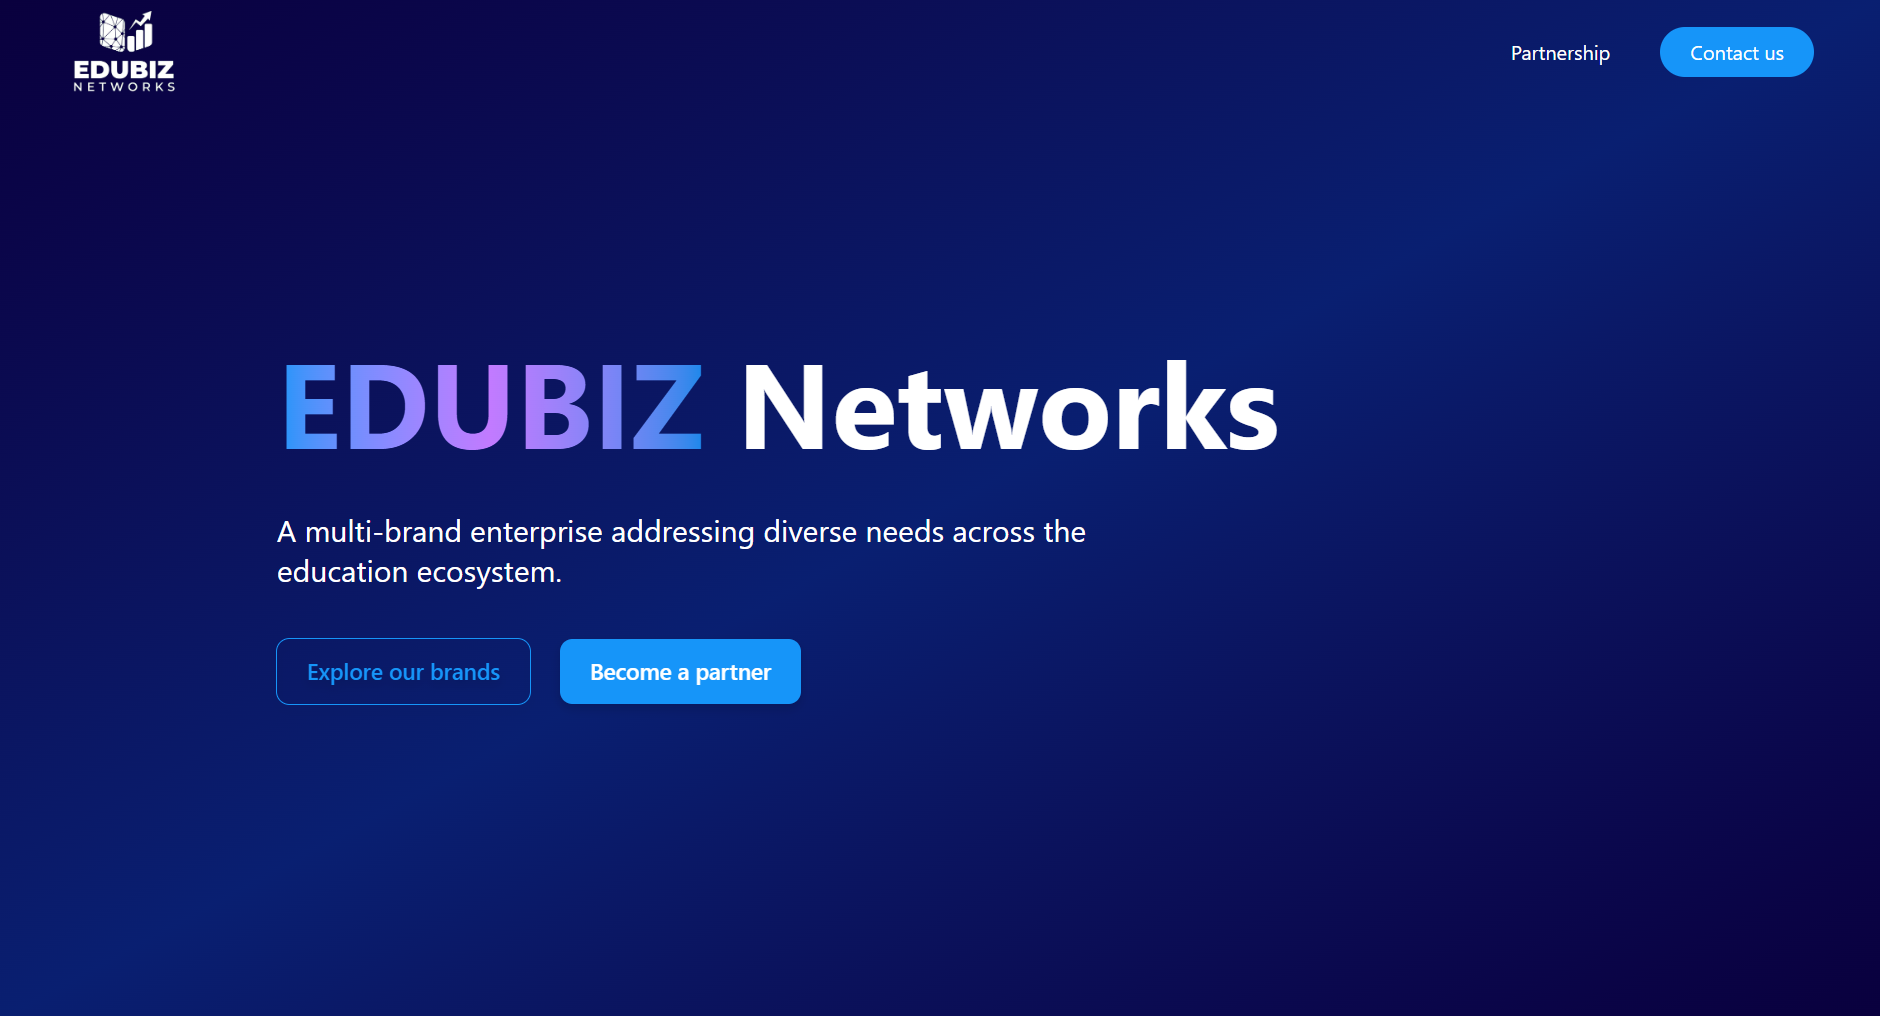 EDUBIZ
NETWORKS
Partnership
Contact us
EDUBIZ Networks
A multi-brand enterprise addressing diverse needs across the
education ecosystem.
Explore our brands
Become a partner